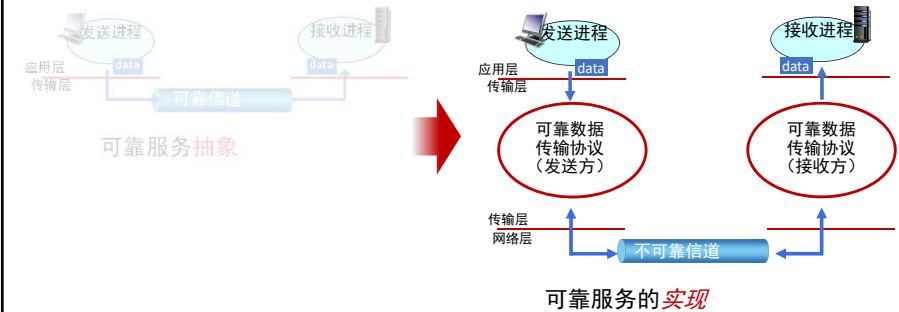 发送进程
接收进程
data
data
应用层
传输层
可靠信道
可靠服务抽象
发送进程
接收进程
data
data
应用层
传输层
可靠数据
传输协议
（发送方）
可靠数据
传输协议
（接收方）
传输层
网络层
不可靠信道
可靠服务的实现